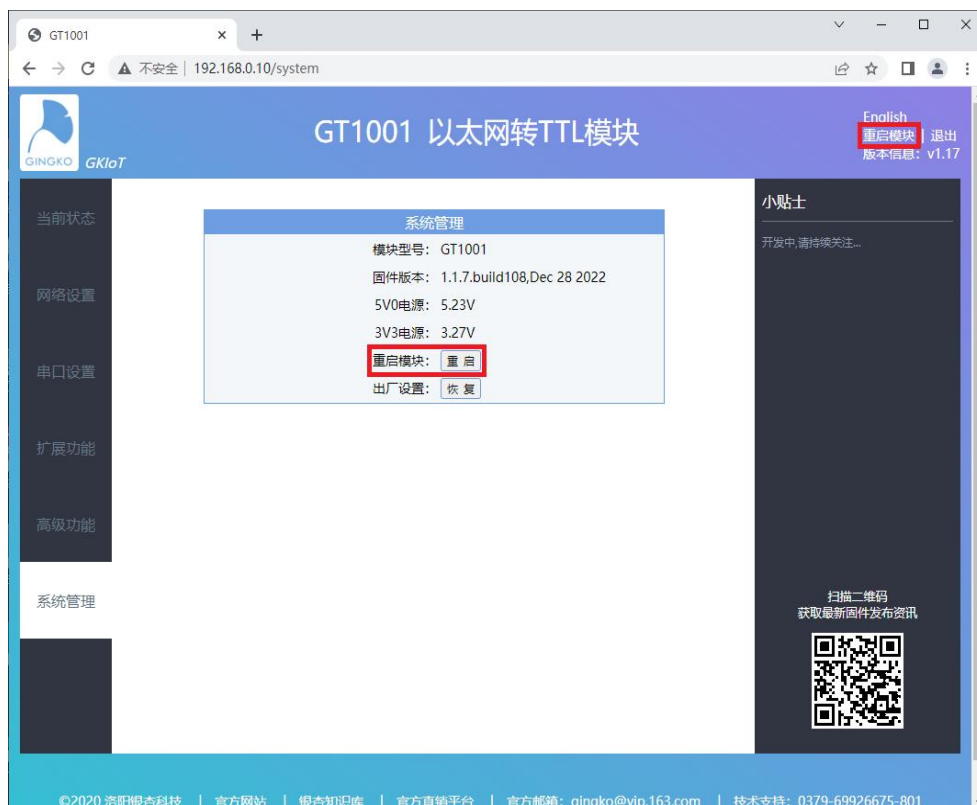 GT1001
不安全 | 192.168.0.10/system
GINGKO GKIoT
GT1001 以太网转TTL模块
English
重启模块 | 退出
版本信息: v1.17
当前状态
网络设置
串口设置
扩展功能
高级功能
系统管理
系统管理
模块型号: GT1001
固件版本: 1.1.7.build108,Dec 28 2022
5V0电源: 5.23V
3V3电源: 3.27V
重启模块: 重 启
出厂设置: 恢 复
小贴士
开发中,请持续关注...
扫描二维码
获取最新固件发布资讯
©2020 洛阳银杏科技 | 官方网站 | 银杏知识库 | 官方直销平台 | 官方邮箱: gingko@vip.163.com | 技术支持: 0379-69926675-801